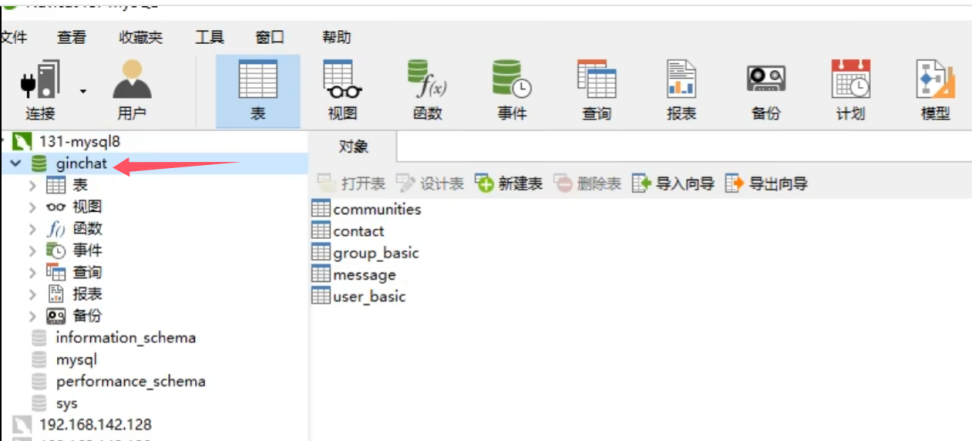 文件 查看 收藏夹 工具 窗口 帮助
连接 用户 表 视图 函数 事件 查询 报表 备份 计划 模型
f(x)
131-mysql8
ginchat
表
视图
f() 函数
事件
查询
报表
备份
information_schema
mysql
performance_schema
sys
192.168.142.128
对象
打开表 设计表 新建表 删除表 导入向导 导出向导
communities
contact
group_basic
message
user_basic